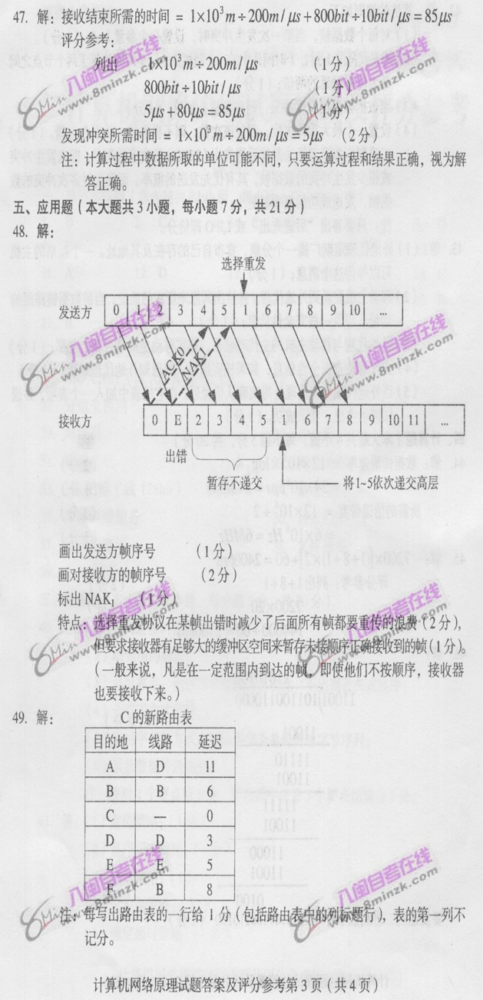 47. 解：接收结束所需的时间 = 1×10³m÷200m/μs+800bit÷10bit/μs=85μs
评分参考：
列出 1×10³m÷200m/μs （1分）
800bit÷10bit/μs （1分）
5μs+80μs=85μs （1分）
发现冲突所需时间 = 1×10³m÷200m/μs=5μs （2分）
注：计算过程中数据所取的单位可能不同，只要运算过程和结果正确，视为解
答正确。
五、应用题（本大题共3小题，每小题7分，共21分）
48. 解：
选择重发
发送方 0 1 2 3 4 5 1 6 7 8 9 10 ...
ACK0
NAK1
接收方 0 E 2 3 4 5 1 6 7 8 9 10 11 ...
出错
暂存不递交 将1~5依次递交高层
画出发送方帧序号 （1分）
画对接收方的帧序号 （2分）
标出NAK₁ （1分）
特点：选择重发协议在某帧出错时减少了后面所有帧都要重传的浪费（2分），
但要求接收器有足够大的缓冲区空间来暂存未按顺序正确接收到的帧（1分）。
（一般来说，凡是在一定范围内到达的帧，即使他们不按顺序，接收器
也要接收下来。）
49. 解： C的新路由表
目的地 线路 延迟
A D 11
B B 6
C — 0
D D 3
E E 5
F B 8
注：每写出路由表的一行给1分（包括路由表中的列标题行），表的第一列不
记分。
计算机网络原理试题答案及评分参考第3页（共4页）
八闽自考在线
www.8minzk.com
8Min